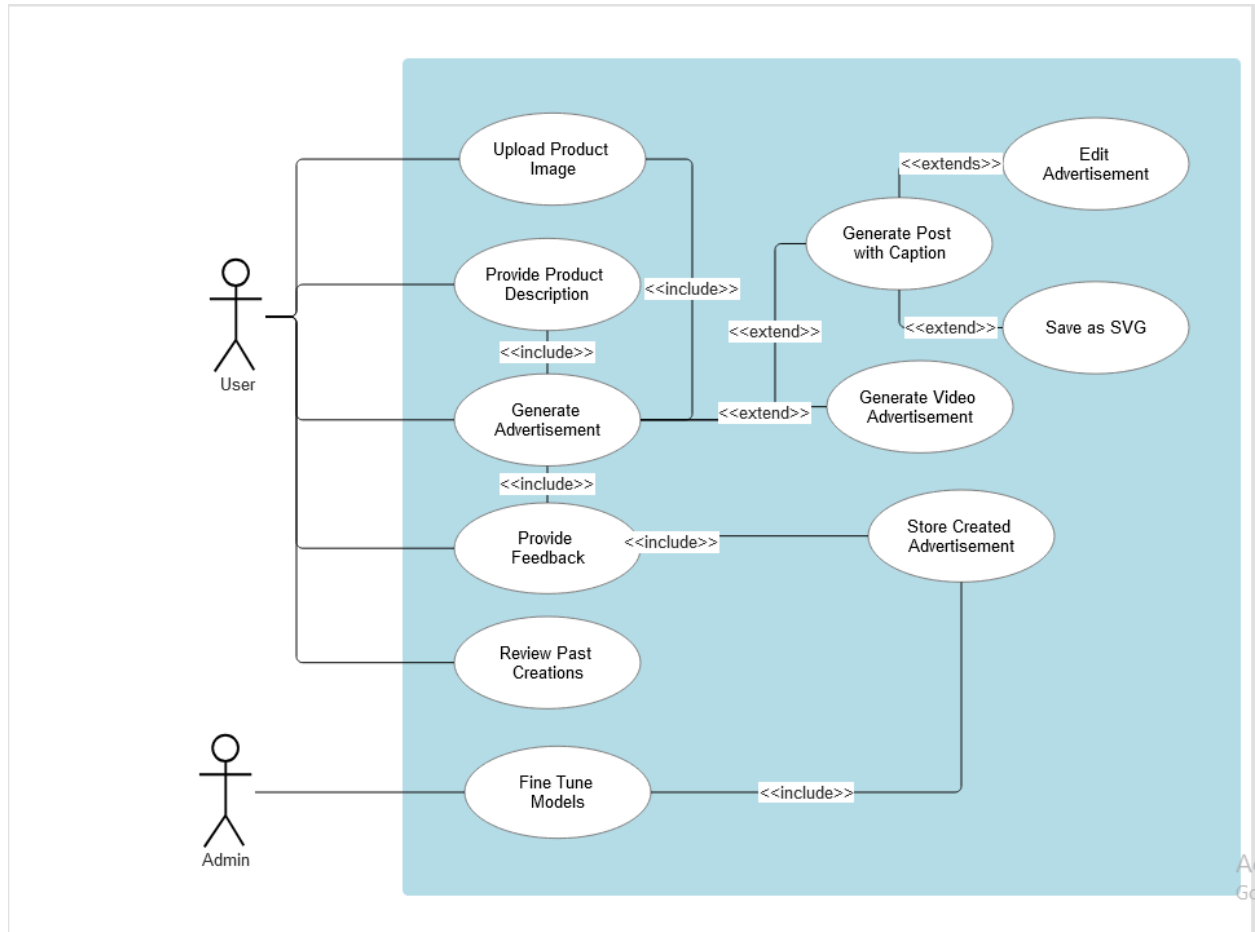 Upload Product
Image
<<extends>>
Edit
Advertisement
Generate Post
with Caption
Provide Product
Description
<<include>>
<<extend>>
<<extend>>
Save as SVG
<<include>>
User
Generate
Advertisement
<<extend>>
Generate Video
Advertisement
<<include>>
Provide
Feedback
<<include>>
Store Created
Advertisement
Review Past
Creations
Fine Tune
Models
<<include>>
Admin